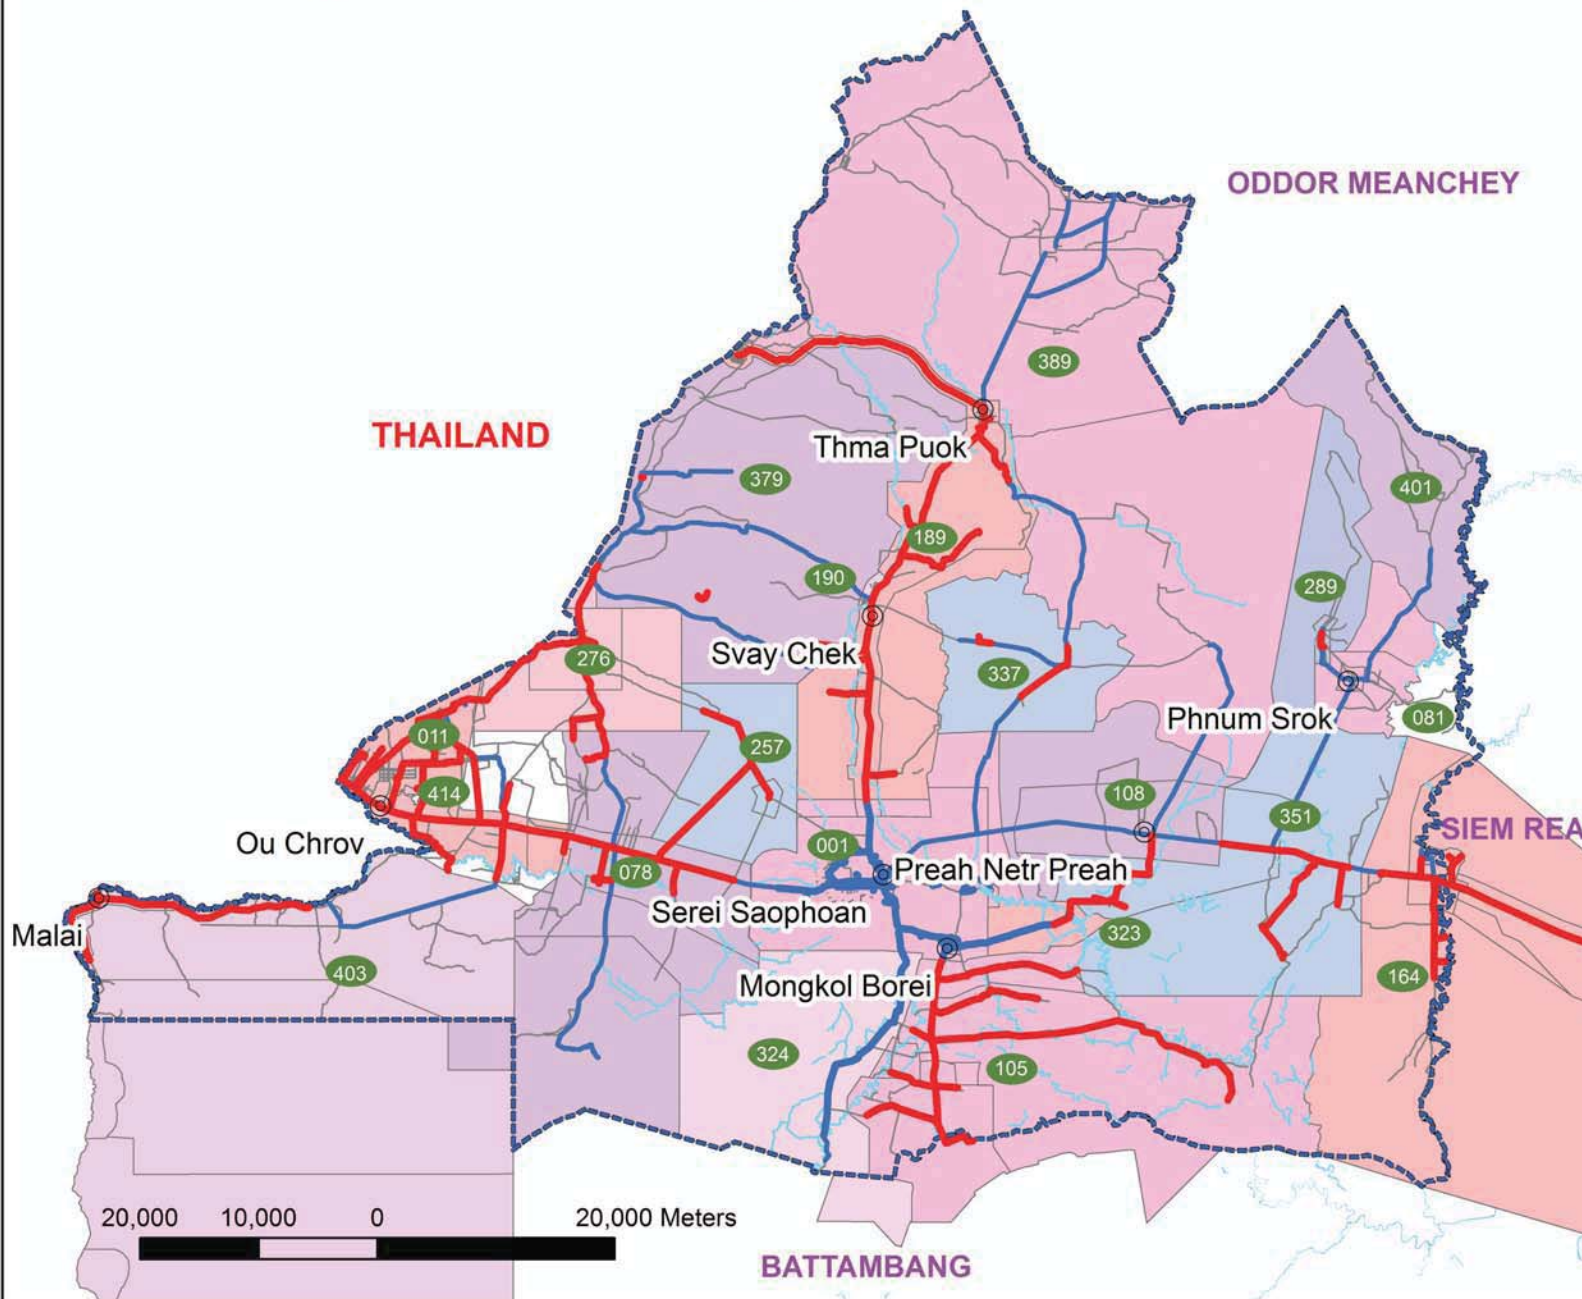 ODDOR MEANCHEY
389
THAILAND
Thma Puok
379
401
189
190
289
Svay Chek
276
337
Phnum Srok
081
011
257
414
108
351
SIEM REA
Ou Chrov
001
078
Preah Netr Preah
Serei Saophoan
Malai
323
403
164
Mongkol Borei
324
105
20,000 10,000 0 20,000 Meters
BATTAMBANG